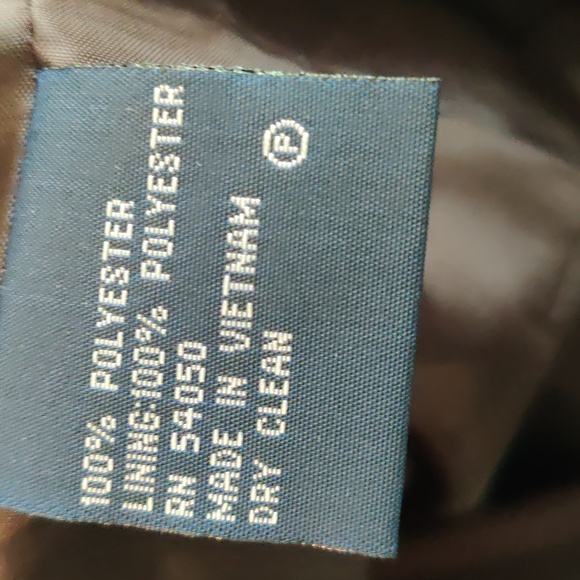 100% POLYESTER
LINING:100% POLYESTER
RN 54050
MADE IN VIETNAM
DRY CLEAN Ⓟ